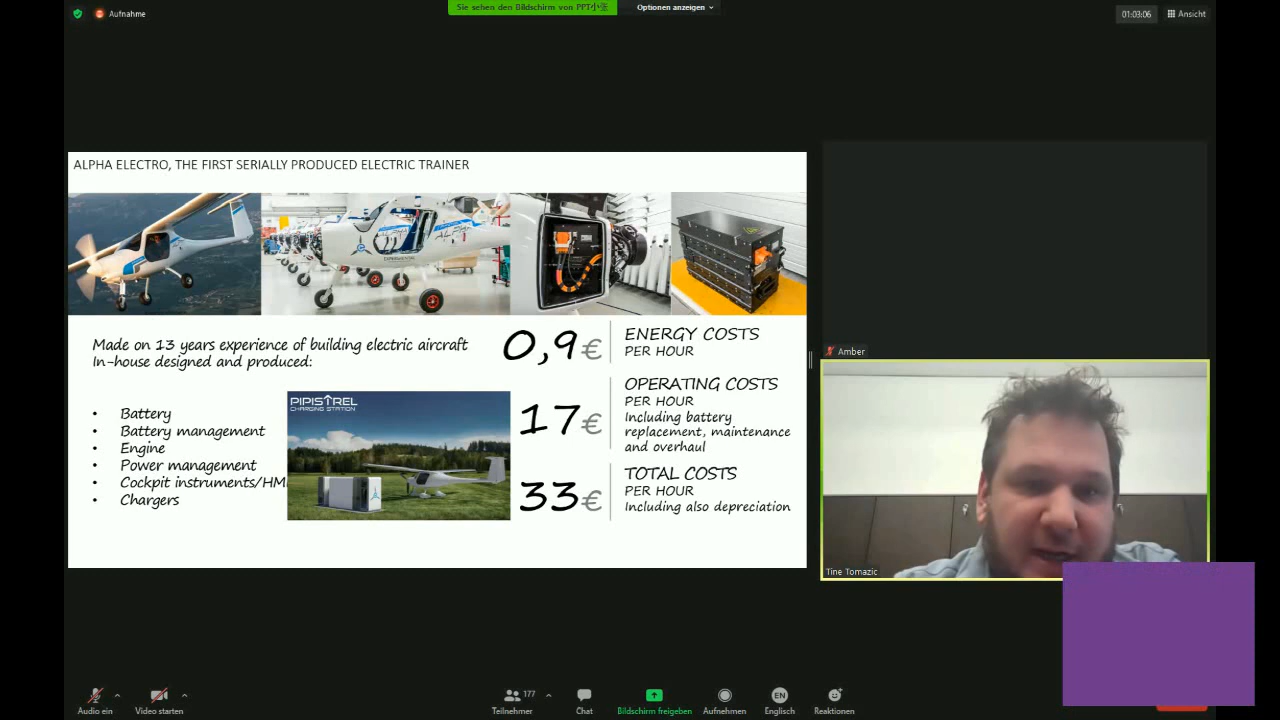 Aufnahme
Sie sehen den Bildschirm von PPT小张
Optionen anzeigen
01:03:06
Ansicht
ALPHA ELECTRO, THE FIRST SERIALLY PRODUCED ELECTRIC TRAINER
Made on 13 years experience of building electric aircraft
In-house designed and produced:
• Battery
• Battery management
• Engine
• Power management
• Cockpit instruments/HM
• Chargers
PIPISTREL
CHARGING STATION
0,9€
ENERGY COSTS
PER HOUR
17€
OPERATING COSTS
PER HOUR
Including battery
replacement, maintenance
and overhaul
33€
TOTAL COSTS
PER HOUR
Including also depreciation
Amber
Tine Tomazic
Audio ein
Video starten
177
Teilnehmer
Chat
Bildschirm freigeben
Aufnehmen
EN
Englisch
Reaktionen